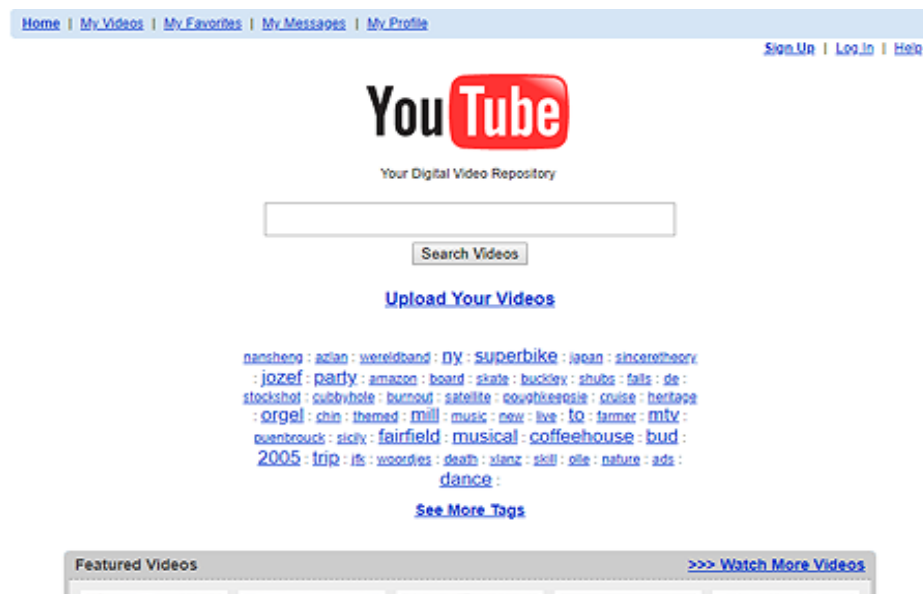 Home | My Videos | My Favorites | My Messages | My Profile
Sign Up | Log In | Help
YouTube
Your Digital Video Repository
Search Videos
Upload Your Videos
nansheng : azlan : wereldband : ny : superbike : japan : sinceretheory
: jozef : party : amazon : board : skate : buckley : shubs : falls : de :
stockshot : cubbyhole : burnout : satellite : poughkeepsie : cruise : heritage
: orgel : chin : themed : mill : music : new : live : to : farmer : mtv :
puenbrouck : sicily : fairfield : musical : coffeehouse : bud :
2005 : trip : jfk : woordjes : death : xianz : skill : olle : nature : ads :
dance :
See More Tags
Featured Videos
>>> Watch More Videos